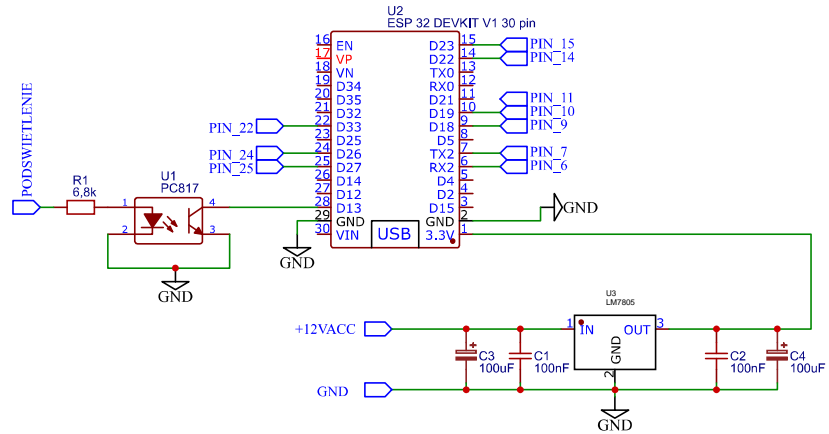 U2
ESP 32 DEVKIT V1 30 pin
16 EN D23 15 PIN_15
17 VP D22 14 PIN_14
18 VN TX0 13
19 D34 RX0 12
20 D35 D21 11 PIN_11
21 D32 D19 10 PIN_10
PIN_22 22 D33 D18 9 PIN_9
23 D25 D5 8
PIN_24 24 D26 TX2 7 PIN_7
PIN_25 25 D27 RX2 6 PIN_6
26 D14 D4 5
27 D12 D2 4
28 D13 D15 3
29 GND GND 2 GND
30 VIN USB 3.3V 1
GND
PODSWIETLENIE
R1
6,8k
U1
PC817
1 4
2 3
GND
U3
LM7805
+12VACC 1 IN OUT 3
GND
2
C3
100uF
C1
100nF
C2
100nF
C4
100uF
GND
GND